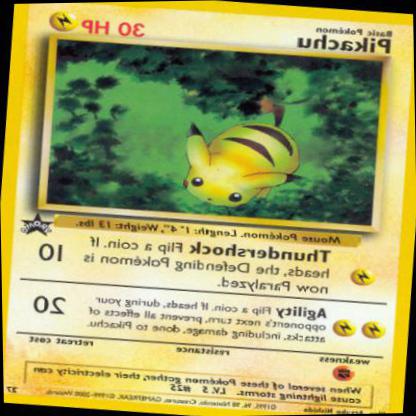 Basic Pokémon
Pikachu
30 HP
PROMO
Mouse Pokémon. Length: 1' 4", Weight: 13 lbs.
Thundershock Flip a coin. If
heads, the Defending Pokémon is
now Paralyzed.
10
Agility Flip a coin. If heads, during your
opponent's next turn, prevent all effects of
attacks, including damage, done to Pikachu.
20
weakness
resistance
retreat cost
When several of these Pokémon gather, their electricity can
cause lightning storms. LV. 5 #25
27